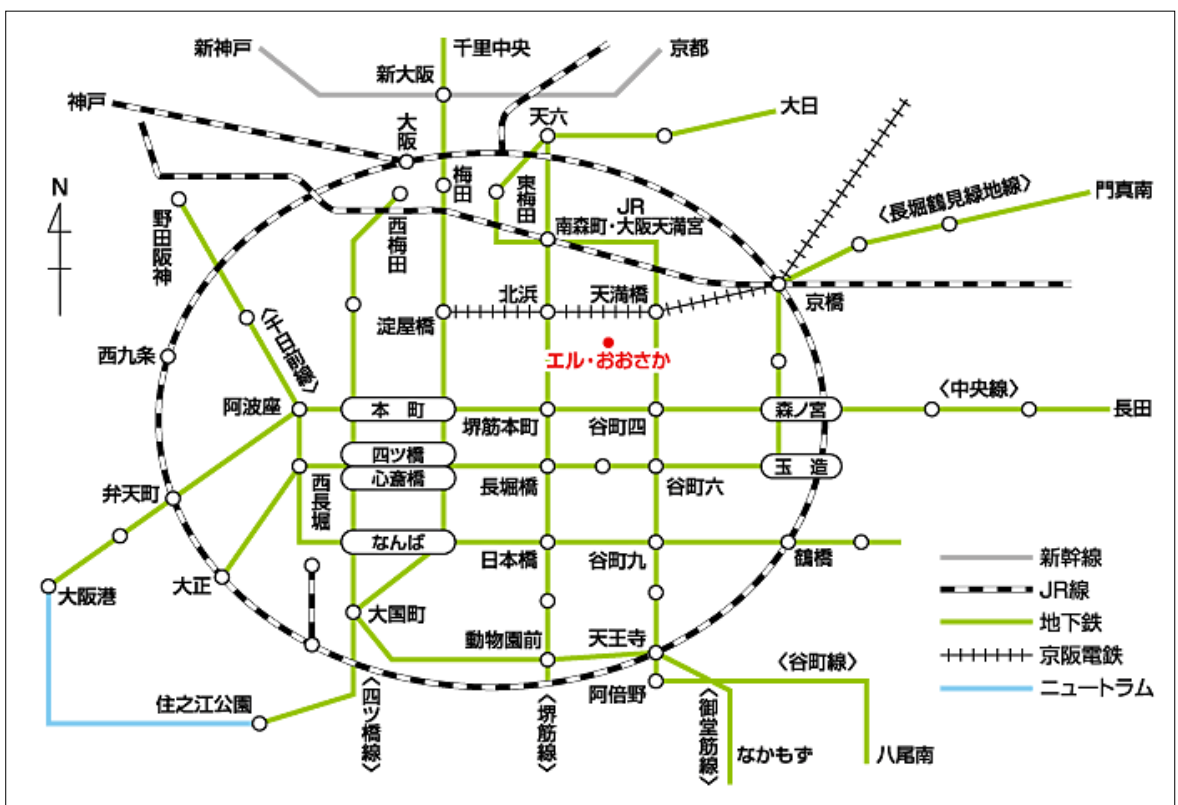 新神戸
千里中央
京都
新大阪
神戸
大阪
天六
大日
N
梅田
東梅田
JR
南森町・大阪天満宮
〈長堀鶴見緑地線〉
門真南
野田阪神
西梅田
北浜
天満橋
京橋
淀屋橋
〈千日前線〉
エル・おおさか
西九条
阿波座
本町
堺筋本町
谷町四
森ノ宮
〈中央線〉
長田
四ツ橋
心斎橋
西長堀
長堀橋
谷町六
玉造
弁天町
なんば
日本橋
谷町九
鶴橋
大阪港
大正
大国町
動物園前
天王寺
〈谷町線〉
住之江公園
〈四ツ橋線〉
〈堺筋線〉
阿倍野
〈御堂筋線〉
なかもず
八尾南
新幹線
JR線
地下鉄
京阪電鉄
ニュートラム